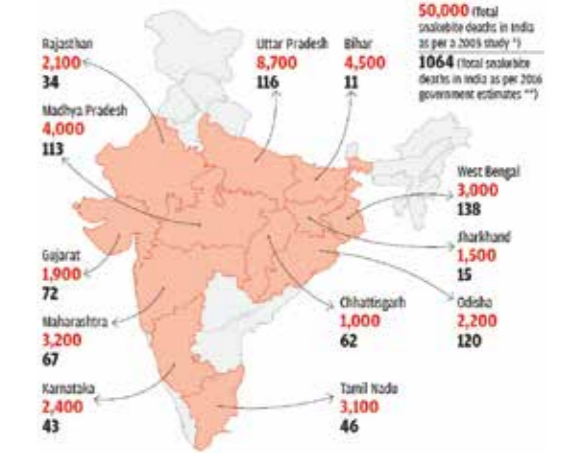 50,000 (Total
snakebite deaths in India
as per a 2005 study *)
1064 (Total snakebite
deaths in India as per 2016
government estimates **)
Rajasthan
2,100
34
Uttar Pradesh
8,700
116
Bihar
4,500
11
Madhya Pradesh
4,000
113
West Bengal
3,000
138
Jharkhand
1,500
15
Gujarat
1,900
72
Chhattisgarh
1,000
62
Odisha
2,200
120
Maharashtra
3,200
67
Karnataka
2,400
43
Tamil Nadu
3,100
46